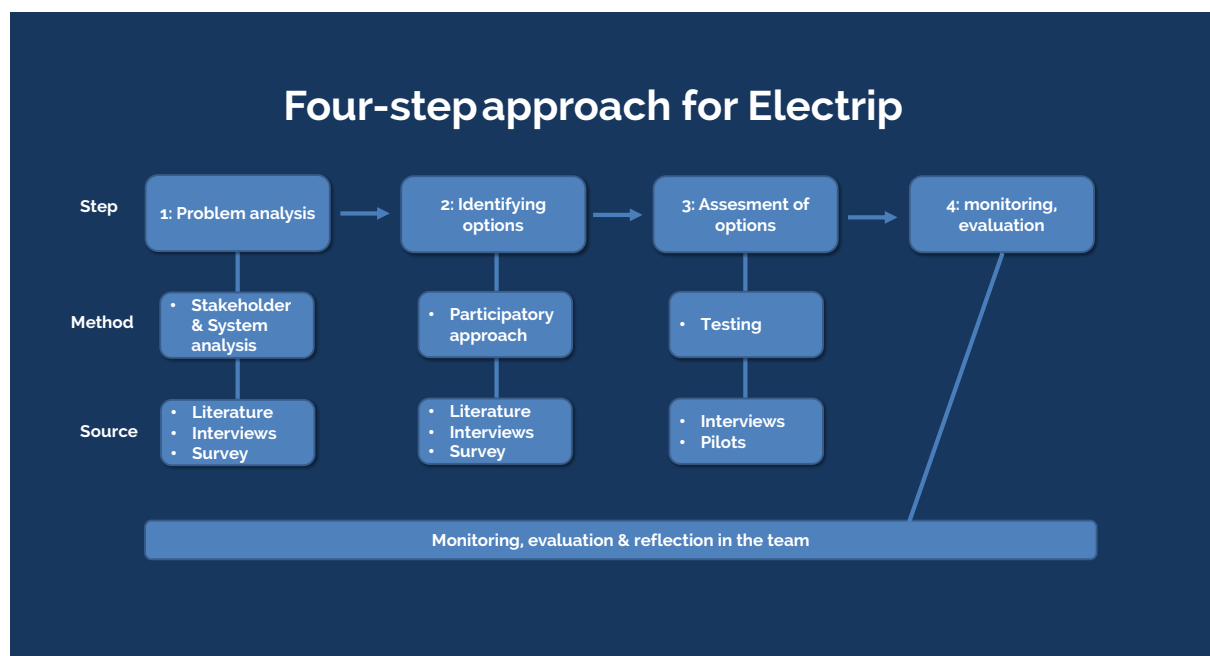 Four-step approach for Electrip
Step
1: Problem analysis
2: Identifying
options
3: Assesment of
options
4: monitoring,
evaluation
Method
• Stakeholder
& System
analysis
• Participatory
approach
• Testing
Source
• Literature
• Interviews
• Survey
• Literature
• Interviews
• Survey
• Interviews
• Pilots
Monitoring, evaluation & reflection in the team